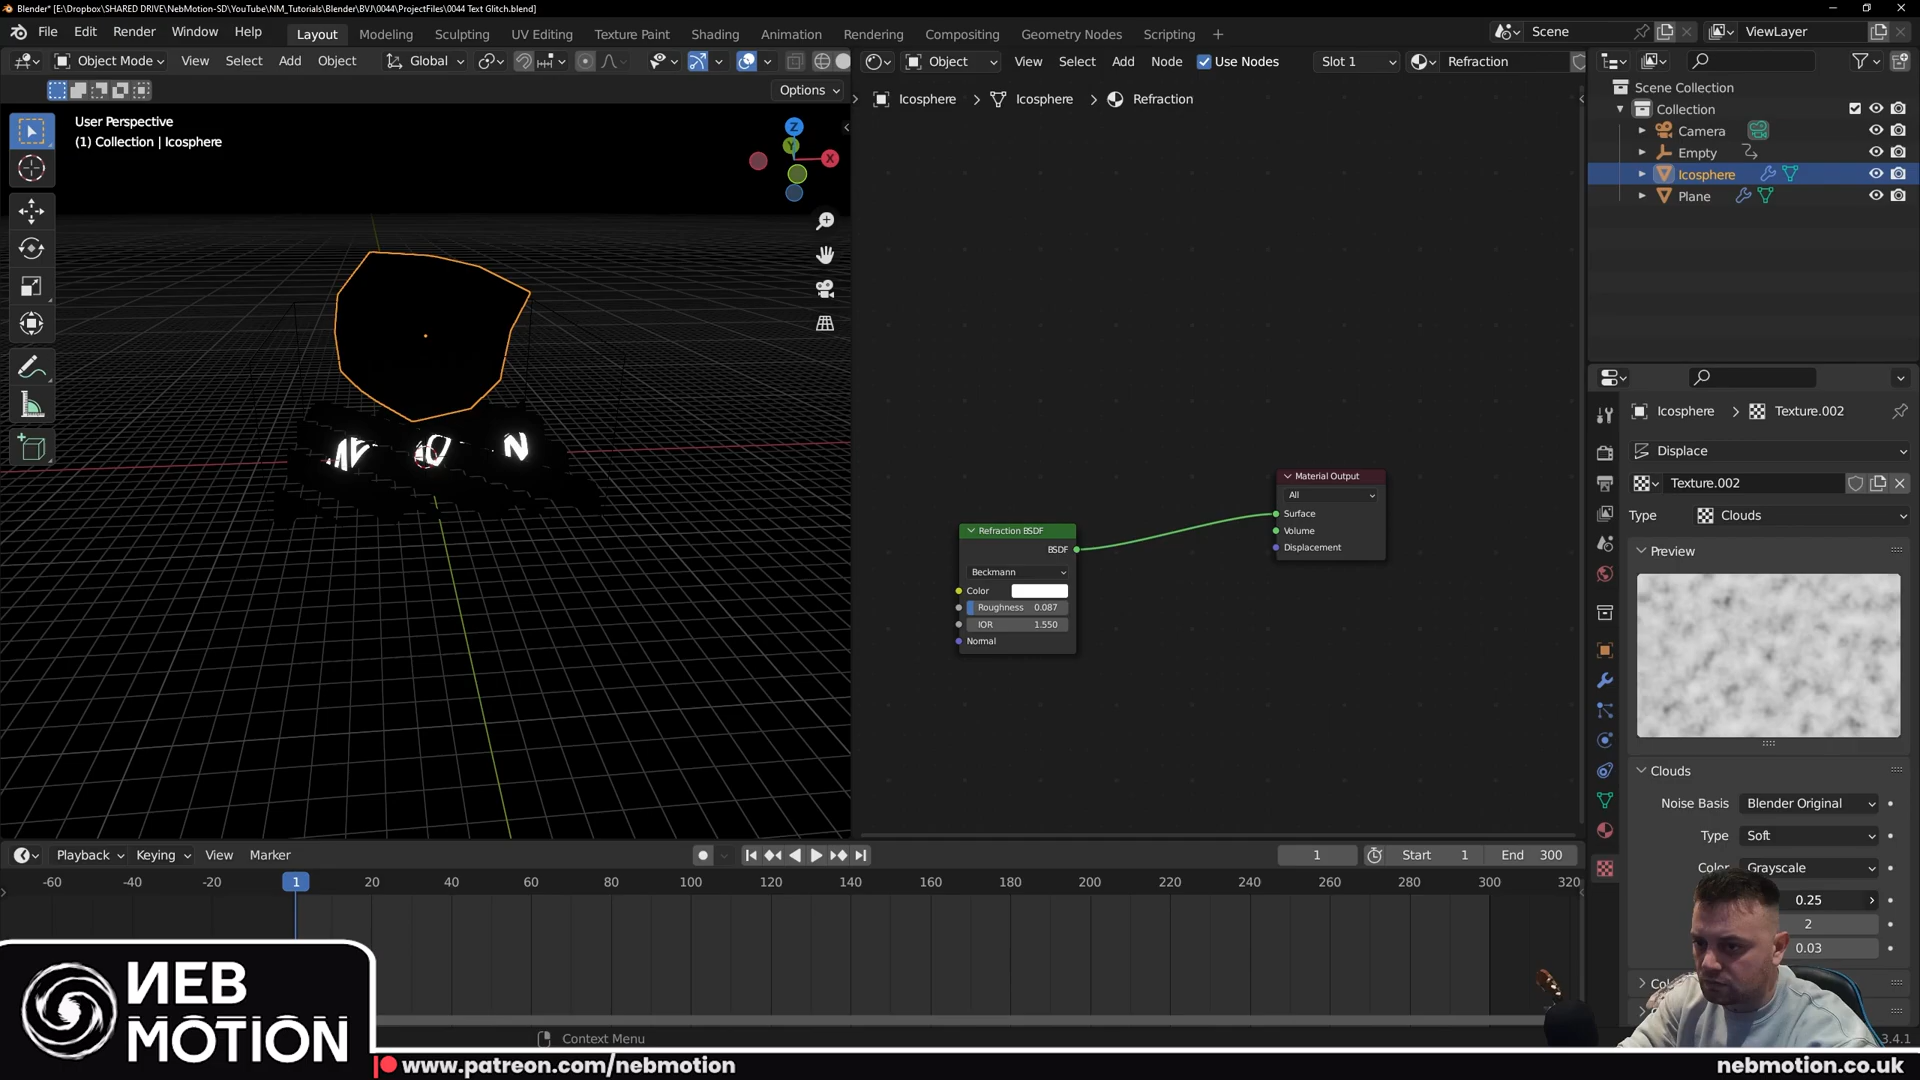 Blender* [E:\Dropbox\SHARED DRIVE\NebMotion-SD\YouTube\NM_Tutorials\Blender\BVJ\0044\ProjectFiles\0044 Text Glitch.blend]
File Edit Render Window Help Layout Modeling Sculpting UV Editing Texture Paint Shading Animation Rendering Compositing Geometry Nodes Scripting + Scene ViewLayer
Object Mode View Select Add Object Global Object View Select Add Node Use Nodes Slot 1 Refraction
Options
Icosphere > Icosphere > Refraction
User Perspective
(1) Collection | Icosphere
Z
Y
X
Scene Collection
Collection
Camera
Empty
Icosphere
Plane
Material Output
All
Surface
Volume
Displacement
Refraction BSDF
BSDF
Beckmann
Color
Roughness 0.087
IOR 1.550
Normal
Icosphere > Texture.002
Displace
Texture.002
Type Clouds
Preview
Clouds
Noise Basis Blender Original
Type Soft
Color Grayscale
0.25
2
0.03
Playback Keying View Marker 1 Start 1 End 300
-60 -40 -20 1 20 40 60 80 100 120 140 160 180 200 220 240 260 280 300 320
Context Menu
3.4.1
NEB
MOTION
www.patreon.com/nebmotion
nebmotion.co.uk